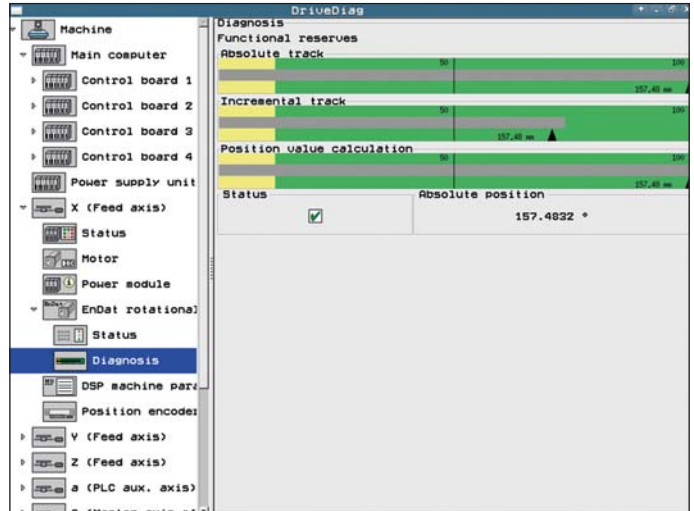 DriveDiag
Machine
Main computer
Control board 1
Control board 2
Control board 3
Control board 4
Power supply unit
X (Feed axis)
Status
Motor
Power module
EnDat rotational
Status
Diagnosis
DSP machine para
Position encoder
Y (Feed axis)
Z (Feed axis)
a (PLC aux. axis)
Diagnosis
Functional reserves
Absolute track
50
100
157.48 mm
Incremental track
50
100
157.48 mm
Position value calculation
50
100
157.48 mm
Status
Absolute position
157.4832 °